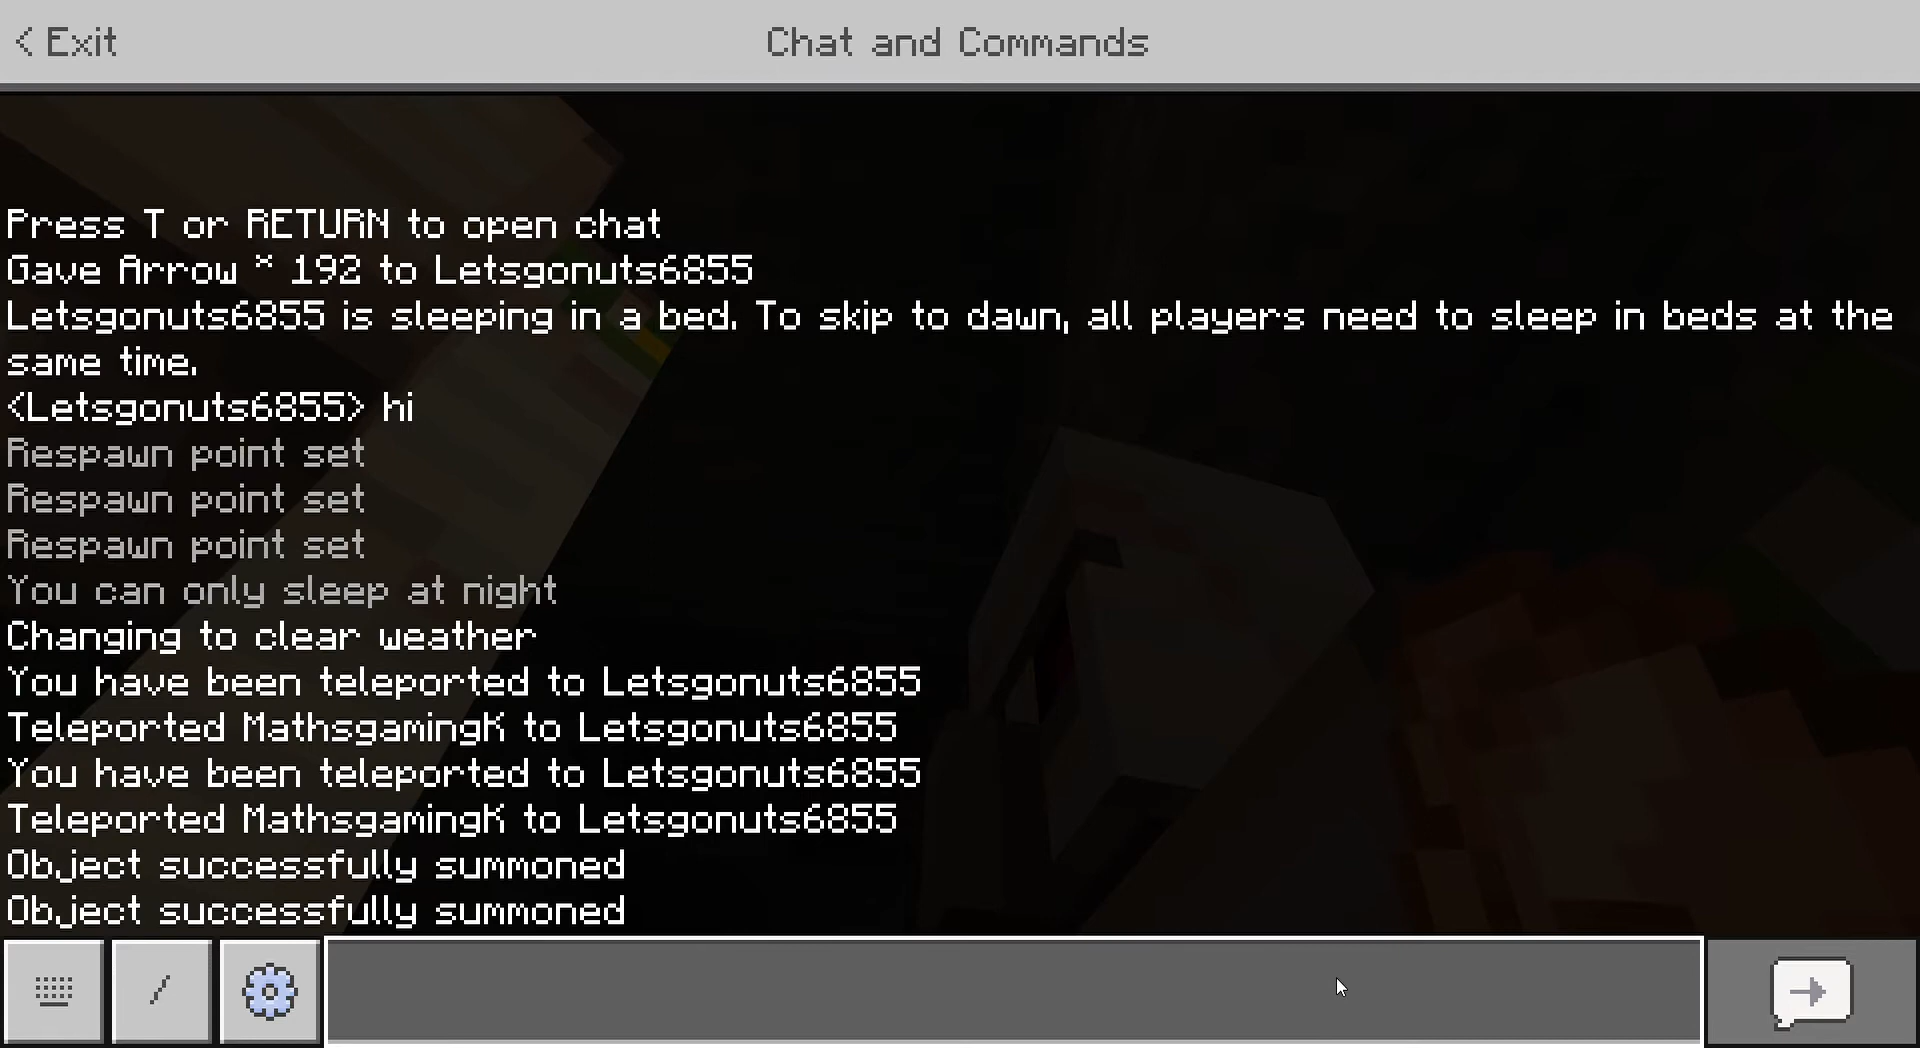 < Exit
Chat and Commands
Press T or RETURN to open chat
Gave Arrow * 192 to Letsgonuts6855
Letsgonuts6855 is sleeping in a bed. To skip to dawn, all players need to sleep in beds at the
same time.
<Letsgonuts6855> hi
Respawn point set
Respawn point set
Respawn point set
You can only sleep at night
Changing to clear weather
You have been teleported to Letsgonuts6855
Teleported MathsgamingK to Letsgonuts6855
You have been teleported to Letsgonuts6855
Teleported MathsgamingK to Letsgonuts6855
Object successfully summoned
Object successfully summoned
/